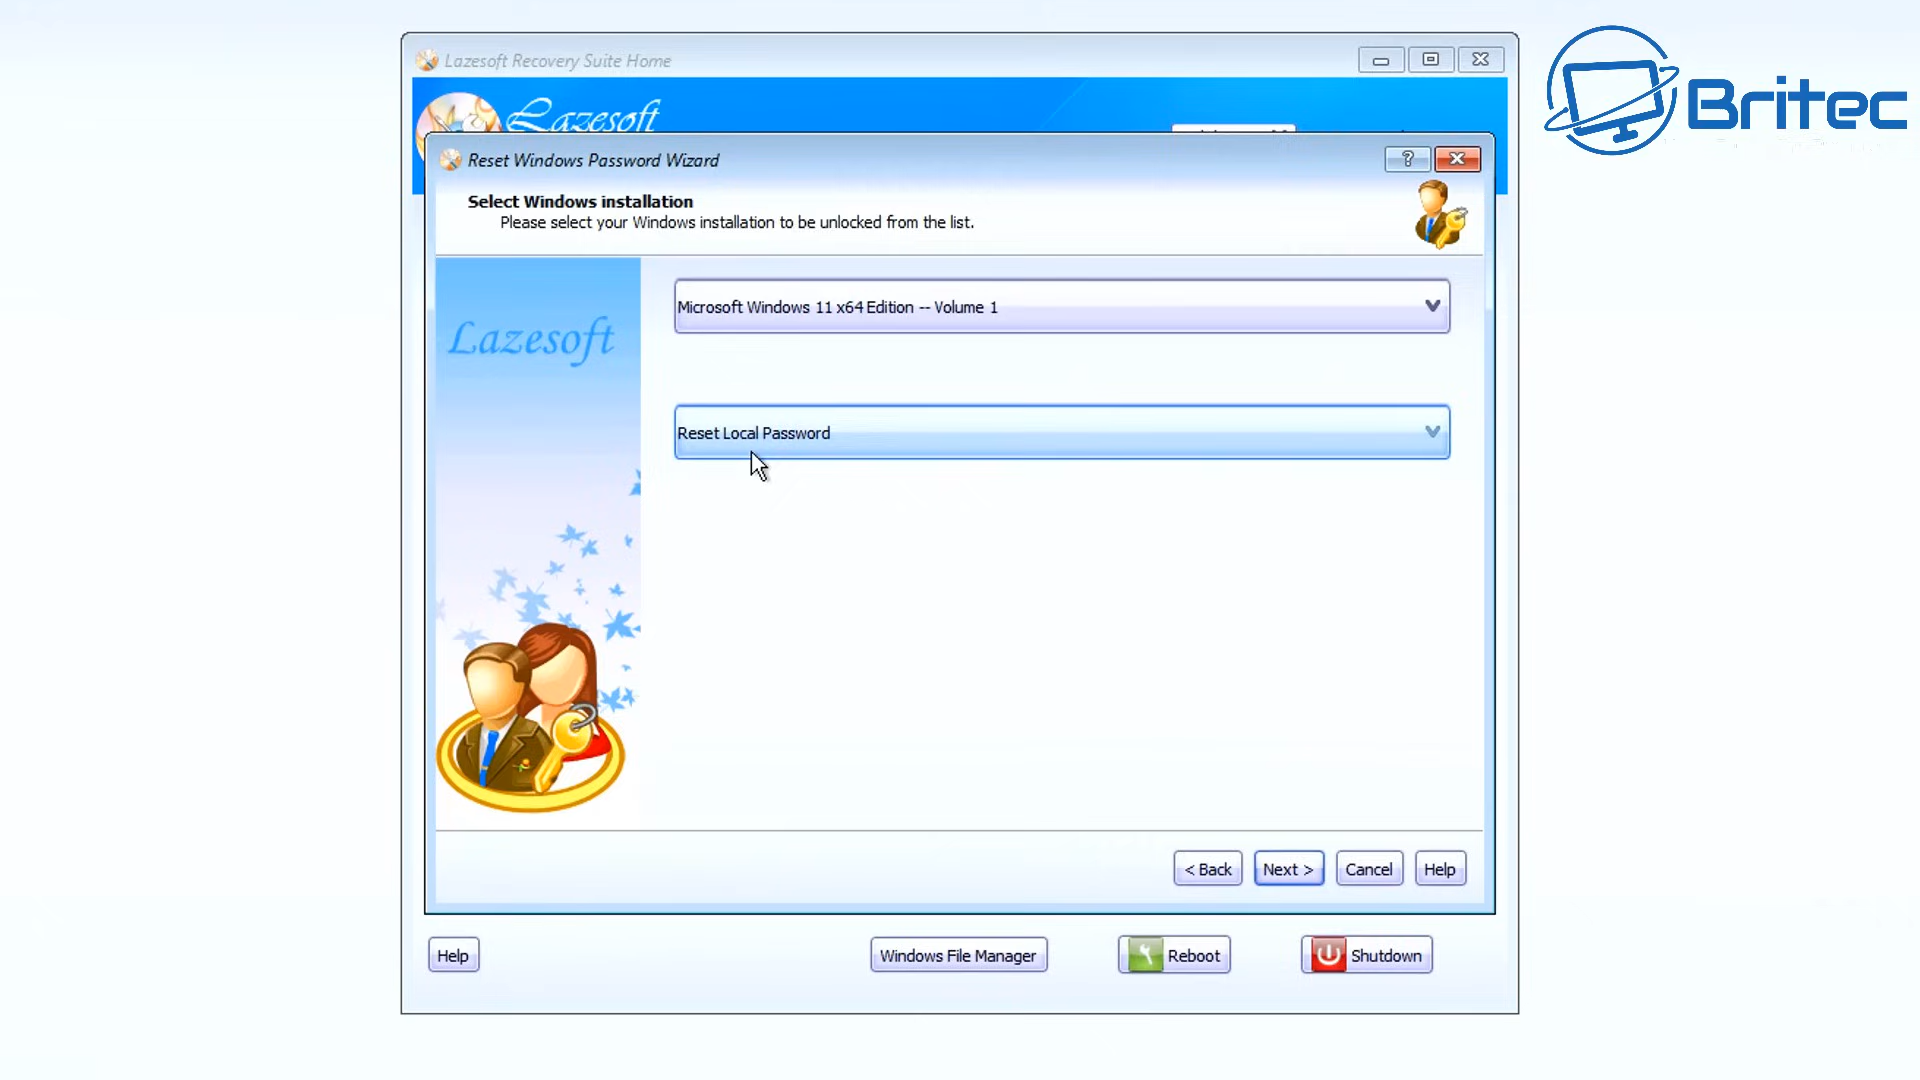 Lazesoft Recovery Suite Home
Britec
Lazesoft
Reset Windows Password Wizard
?
Select Windows installation
Please select your Windows installation to be unlocked from the list.
Microsoft Windows 11 x64 Edition -- Volume 1
Lazesoft
Reset Local Password
< Back
Next >
Cancel
Help
Help
Windows File Manager
Reboot
Shutdown